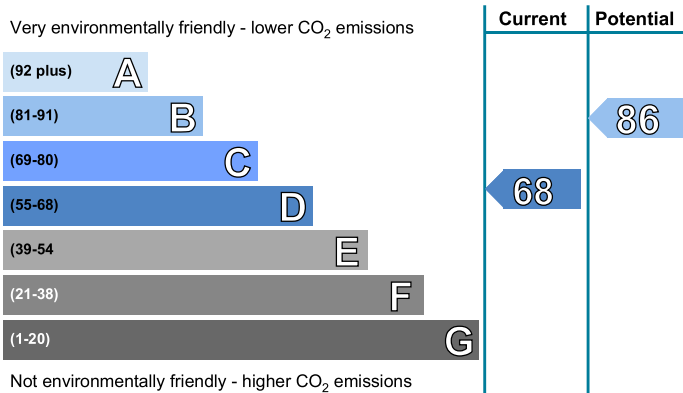 Very environmentally friendly - lower CO2 emissions
Current
Potential
(92 plus) A
(81-91) B
86
(69-80) C
68
(55-68) D
(39-54 E
(21-38) F
(1-20) G
Not environmentally friendly - higher CO2 emissions